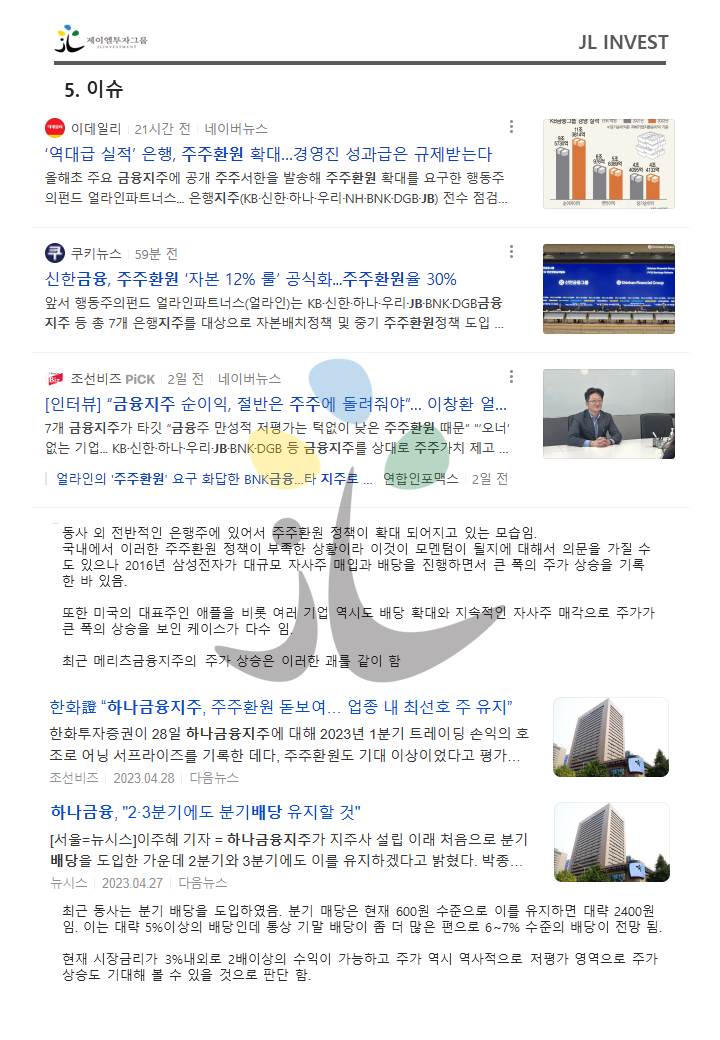 제이엘투자그룹
JL INVESTMENT
JL INVEST
5. 이슈
이데일리 21시간 전 네이버뉴스
‘역대급 실적’ 은행, 주주환원 확대...경영진 성과급은 규제받는다
올해초 주요 금융지주에 공개 주주서한을 발송해 주주환원 확대를 요구한 행동주
의펀드 얼라인파트너스... 은행지주(KB·신한·하나·우리·NH·BNK·DGB·JB) 전수 점검...
쿠키뉴스 59분 전
신한금융, 주주환원 ‘자본 12% 룰’ 공식화...주주환원율 30%
앞서 행동주의펀드 얼라인파트너스(얼라인)는 KB·신한·하나·우리·JB·BNK·DGB금융
지주 등 총 7개 은행지주를 대상으로 자본배치정책 및 중기 주주환원정책 도입 ...
조선비즈 PiCK 2일 전 네이버뉴스
[인터뷰] “금융지주 순이익, 절반은 주주에 돌려줘야”... 이창환 얼...
7개 금융지주가 타깃 “금융주 만성적 저평가는 턱없이 낮은 주주환원 때문” “’오너’
없는 기업... KB·신한·하나·우리·JB·BNK·DGB 등 금융지주를 상대로 주주가치 제고 ...
얼라인의 ‘주주환원’ 요구 화답한 BNK금융...타 지주로 ... 연합인포맥스 2일 전
동사 외 전반적인 은행주에 있어서 주주환원 정책이 확대 되어지고 있는 모습임.
국내에서 이러한 주주환원 정책이 부족한 상황이라 이것이 모멘텀이 될지에 대해서 의문을 가질 수
도 있으나 2016년 삼성전자가 대규모 자사주 매입과 배당을 진행하면서 큰 폭의 주가 상승을 기록
한 바 있음.
또한 미국의 대표주인 애플을 비롯 여러 기업 역시도 배당 확대와 지속적인 자사주 매각으로 주가가
큰 폭의 상승을 보인 케이스가 다수 임.
최근 메리츠금융지주의 주가 상승은 이러한 괘를 같이 함
한화證 “하나금융지주, 주주환원 돋보여… 업종 내 최선호 주 유지”
한화투자증권이 28일 하나금융지주에 대해 2023년 1분기 트레이딩 손익의 호
조로 어닝 서프라이즈를 기록한 데다, 주주환원도 기대 이상이었다고 평가...
조선비즈 2023.04.28 다음뉴스
하나금융, "2·3분기에도 분기배당 유지할 것"
[서울=뉴시스]이주혜 기자 = 하나금융지주가 지주사 설립 이래 처음으로 분기
배당을 도입한 가운데 2분기와 3분기에도 이를 유지하겠다고 밝혔다. 박종...
뉴시스 2023.04.27 다음뉴스
최근 동사는 분기 배당을 도입하였음. 분기 매당은 현재 600원 수준으로 이를 유지하면 대략 2400원
임. 이는 대략 5%이상의 배당인데 통상 기말 배당이 좀 더 많은 편으로 6~7% 수준의 배당이 전망 됨.
현재 시장금리가 3%내외로 2배이상의 수익이 가능하고 주가 역시 역사적으로 저평가 영역으로 주가
상승도 기대해 볼 수 있을 것으로 판단 함.